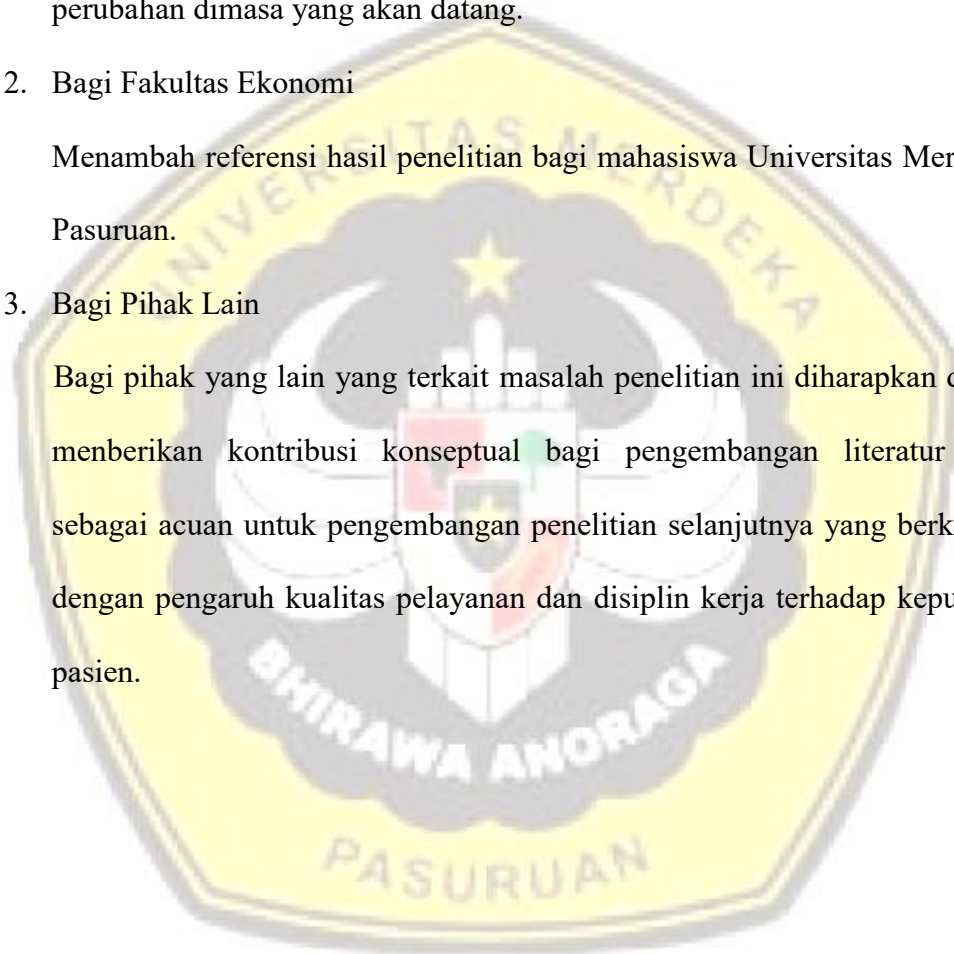 perubahan dimasa yang akan datang.
2. Bagi Fakultas Ekonomi
Menambah referensi hasil penelitian bagi mahasiswa Universitas Mer
Pasuruan.
3. Bagi Pihak Lain
Bagi pihak yang lain yang terkait masalah penelitian ini diharapkan d
menberikan kontribusi konseptual bagi pengembangan literatur
sebagai acuan untuk pengembangan penelitian selanjutnya yang berk
dengan pengaruh kualitas pelayanan dan disiplin kerja terhadap kepu
pasien.
UNIVERSITAS MERDEKA
BHIRAWA ANORAGA
PASURUAN